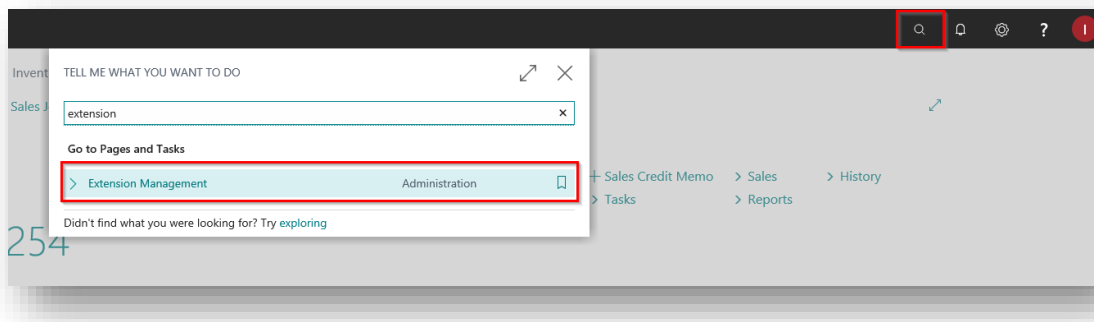 ?
I
Invent
TELL ME WHAT YOU WANT TO DO
Sales J
extension
Go to Pages and Tasks
Extension Management Administration
+ Sales Credit Memo > Sales > History
> Tasks > Reports
Didn't find what you were looking for? Try exploring
254